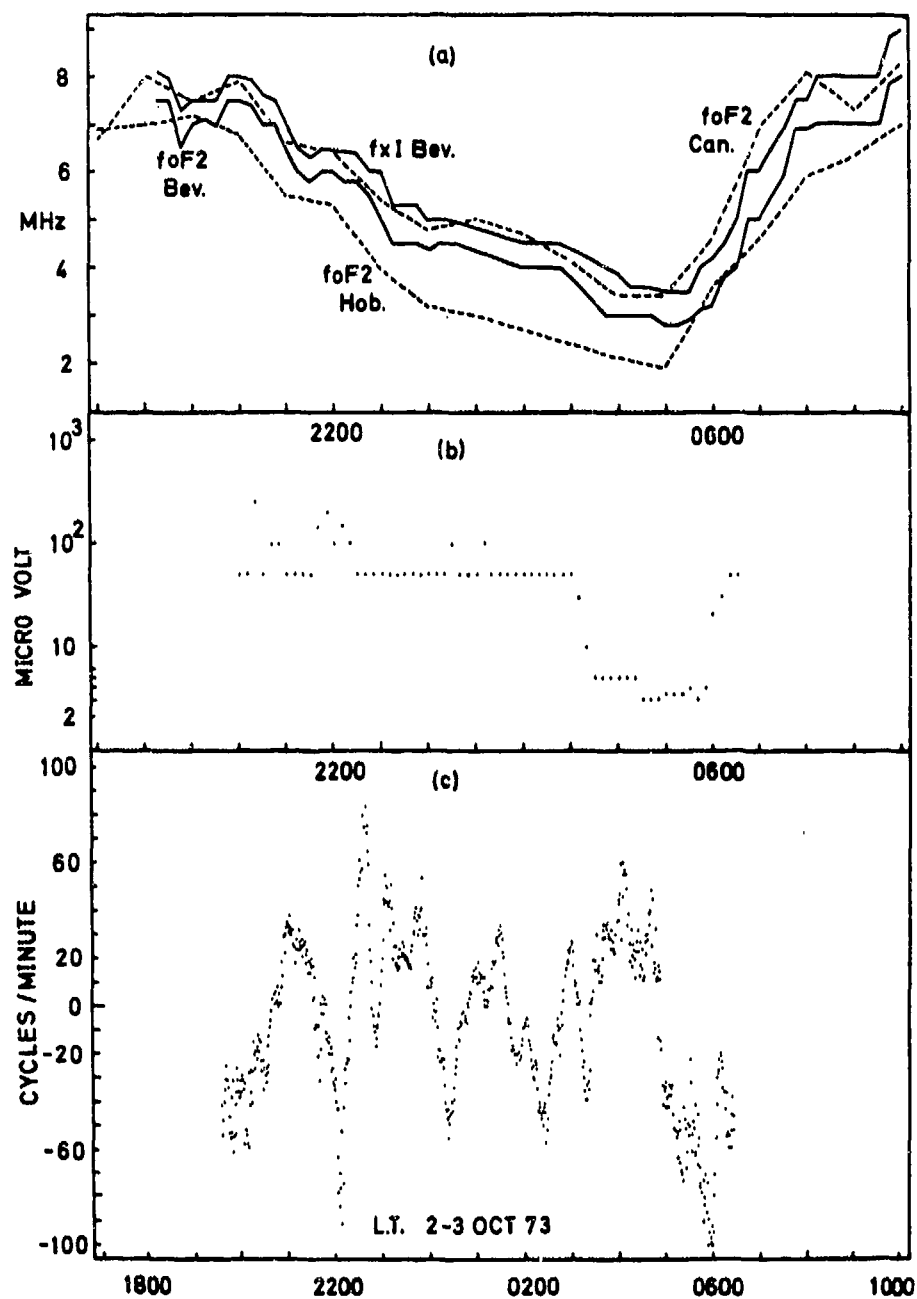 (a)
8
6
MHz
4
2
foF2
Bev.
fxI Bev.
foF2
Can.
foF2
Hob.
2200
0600
(b)
10³
10²
10
2
MICRO VOLT
2200
0600
(c)
100
60
20
0
-20
-60
-100
CYCLES/MINUTE
L.T. 2-3 OCT 73
1800
2200
0200
0600
1000